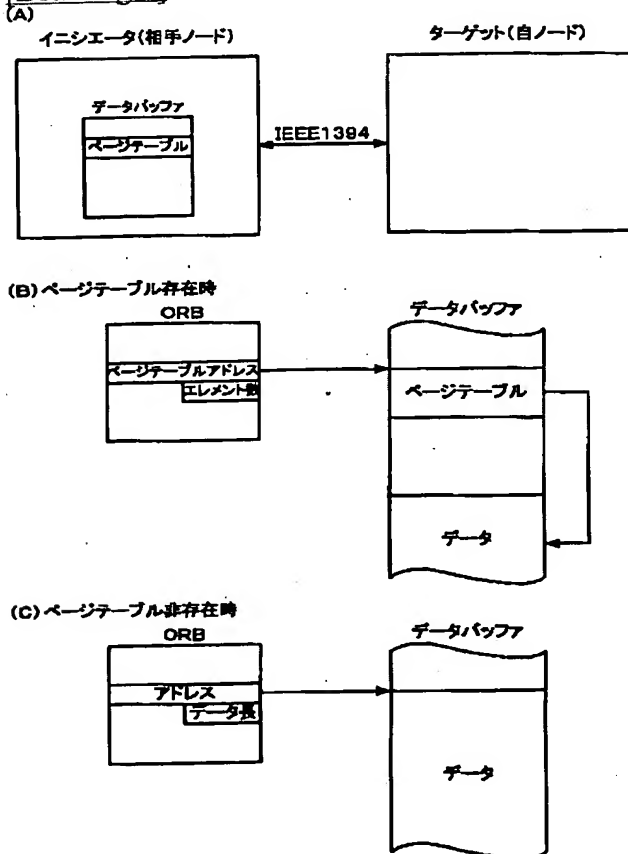 (A)
イニシエータ(相手ノード)
ターゲット(自ノード)
データバッファ
ページテーブル
IEEE1394
(B)ページテーブル存在時
ORB
データバッファ
ページテーブルアドレス
エレメント数
ページテーブル
データ
(C)ページテーブル非存在時
ORB
データバッファ
アドレス
データ長
データ